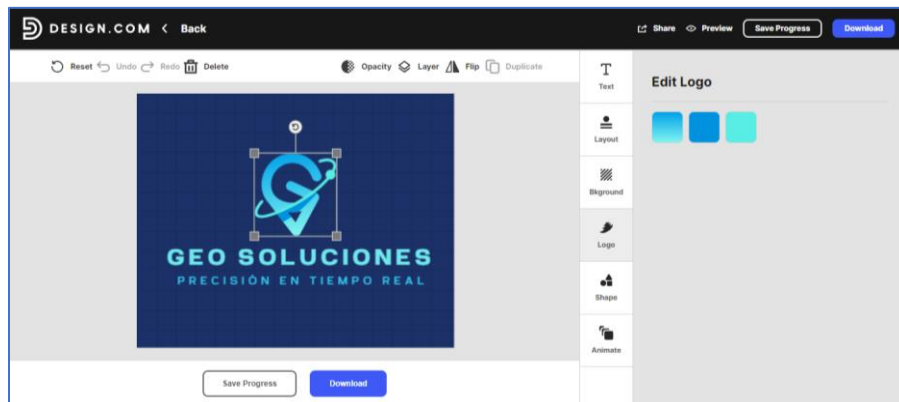 DESIGN.COM < Back
Share Preview Save Progress Download
Reset Undo Redo Delete Opacity Layer Flip Duplicate
Text
Layout
Bkground
Logo
Shape
Animate
Edit Logo
GEO SOLUCIONES
PRECISIÓN EN TIEMPO REAL
Save Progress Download